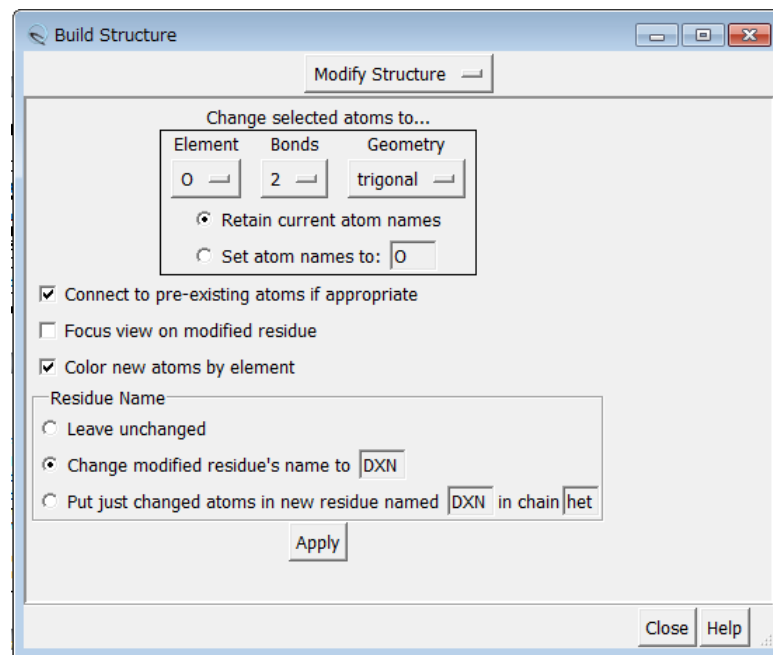 Build Structure
Modify Structure
Change selected atoms to...
Element Bonds Geometry
O 2 trigonal
Retain current atom names
Set atom names to: O
Connect to pre-existing atoms if appropriate
Focus view on modified residue
Color new atoms by element
Residue Name
Leave unchanged
Change modified residue's name to DXN
Put just changed atoms in new residue named DXN in chain het
Apply
Close Help